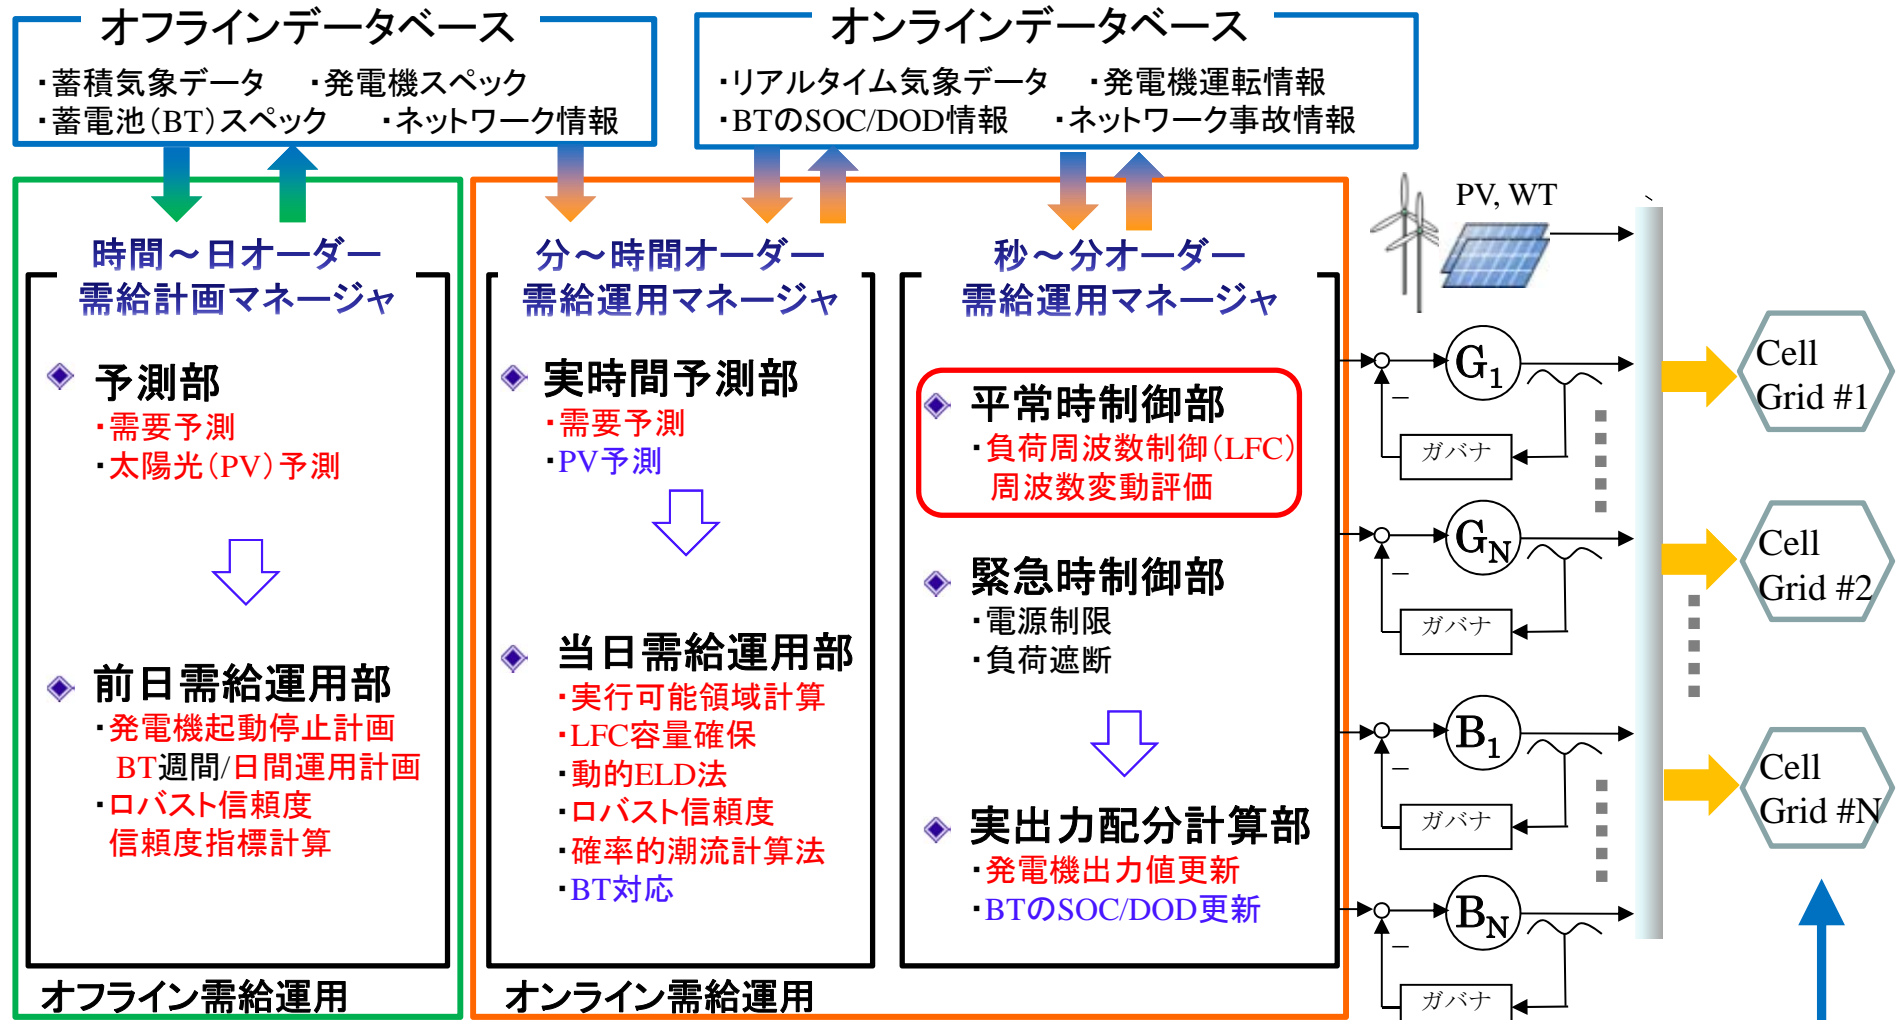 オフラインデータベース
・蓄積気象データ　・発電機スペック
・蓄電池（BT）スペック　・ネットワーク情報
オンラインデータベース
・リアルタイム気象データ　・発電機運転情報
・BTのSOC/DOD情報　・ネットワーク事故情報
時間～日オーダー
需給計画マネージャ
予測部
・需要予測
・太陽光（PV）予測
前日需給運用部
・発電機起動停止計画
BT週間/日間運用計画
・ロバスト信頼度
信頼度指標計算
オフライン需給運用
分～時間オーダー
需給運用マネージャ
実時間予測部
・需要予測
・PV予測
当日需給運用部
・実行可能領域計算
・LFC容量確保
・動的ELD法
・ロバスト信頼度
・確率的潮流計算法
・BT対応
オンライン需給運用
秒～分オーダー
需給運用マネージャ
平常時制御部
・負荷周波数制御（LFC）
周波数変動評価
緊急時制御部
・電源制限
・負荷遮断
実出力配分計算部
・発電機出力値更新
・BTのSOC/DOD更新
PV, WT
、
G1
－
ガバナ
GN
－
ガバナ
B1
－
ガバナ
BN
－
ガバナ
Cell
Grid #1
Cell
Grid #2
Cell
Grid #N